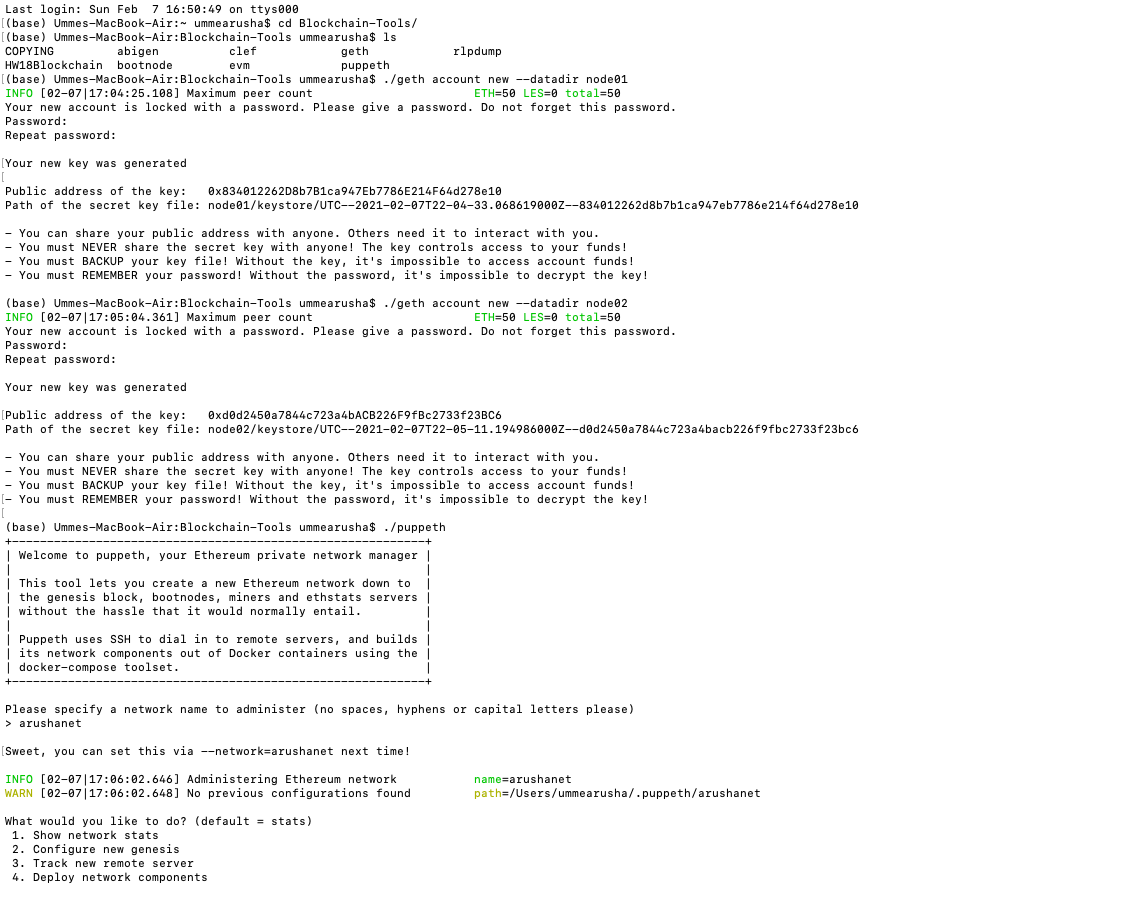 Last login: Sun Feb  7 16:50:49 on ttys000
[(base) Ummes-MacBook-Air:~ ummearusha$ cd Blockchain-Tools/
[(base) Ummes-MacBook-Air:Blockchain-Tools ummearusha$ ls
COPYING         abigen          clef            geth            rlpdump
HW18Blockchain  bootnode        evm             puppeth
[(base) Ummes-MacBook-Air:Blockchain-Tools ummearusha$ ./geth account new --datadir node01
INFO [02-07|17:04:25.108] Maximum peer count                       ETH=50 LES=0 total=50
Your new account is locked with a password. Please give a password. Do not forget this password.
Password:
Repeat password:
[Your new key was generated
[
Public address of the key:   0x834012262D8b7B1ca947Eb7786E214F64d278e10
Path of the secret key file: node01/keystore/UTC--2021-02-07T22-04-33.068619000Z--834012262d8b7b1ca947eb7786e214f64d278e10
- You can share your public address with anyone. Others need it to interact with you.
- You must NEVER share the secret key with anyone! The key controls access to your funds!
- You must BACKUP your key file! Without the key, it's impossible to access account funds!
- You must REMEMBER your password! Without the password, it's impossible to decrypt the key!
(base) Ummes-MacBook-Air:Blockchain-Tools ummearusha$ ./geth account new --datadir node02
INFO [02-07|17:05:04.361] Maximum peer count                       ETH=50 LES=0 total=50
Your new account is locked with a password. Please give a password. Do not forget this password.
Password:
Repeat password:
Your new key was generated
[Public address of the key:   0xd0d2450a7844c723a4bACB226F9fBc2733f23BC6
Path of the secret key file: node02/keystore/UTC--2021-02-07T22-05-11.194986000Z--d0d2450a7844c723a4bacb226f9fbc2733f23bc6
- You can share your public address with anyone. Others need it to interact with you.
- You must NEVER share the secret key with anyone! The key controls access to your funds!
- You must BACKUP your key file! Without the key, it's impossible to access account funds!
[- You must REMEMBER your password! Without the password, it's impossible to decrypt the key!
[
(base) Ummes-MacBook-Air:Blockchain-Tools ummearusha$ ./puppeth
+-----------------------------------------------------------+
| Welcome to puppeth, your Ethereum private network manager |
|                                                           |
| This tool lets you create a new Ethereum network down to  |
| the genesis block, bootnodes, miners and ethstats servers |
| without the hassle that it would normally entail.         |
|                                                           |
| Puppeth uses SSH to dial in to remote servers, and builds |
| its network components out of Docker containers using the |
| docker-compose toolset.                                   |
+-----------------------------------------------------------+
Please specify a network name to administer (no spaces, hyphens or capital letters please)
> arushanet
[Sweet, you can set this via --network=arushanet next time!
INFO [02-07|17:06:02.646] Administering Ethereum network           name=arushanet
WARN [02-07|17:06:02.648] No previous configurations found         path=/Users/ummearusha/.puppeth/arushanet
What would you like to do? (default = stats)
 1. Show network stats
 2. Configure new genesis
 3. Track new remote server
 4. Deploy network components